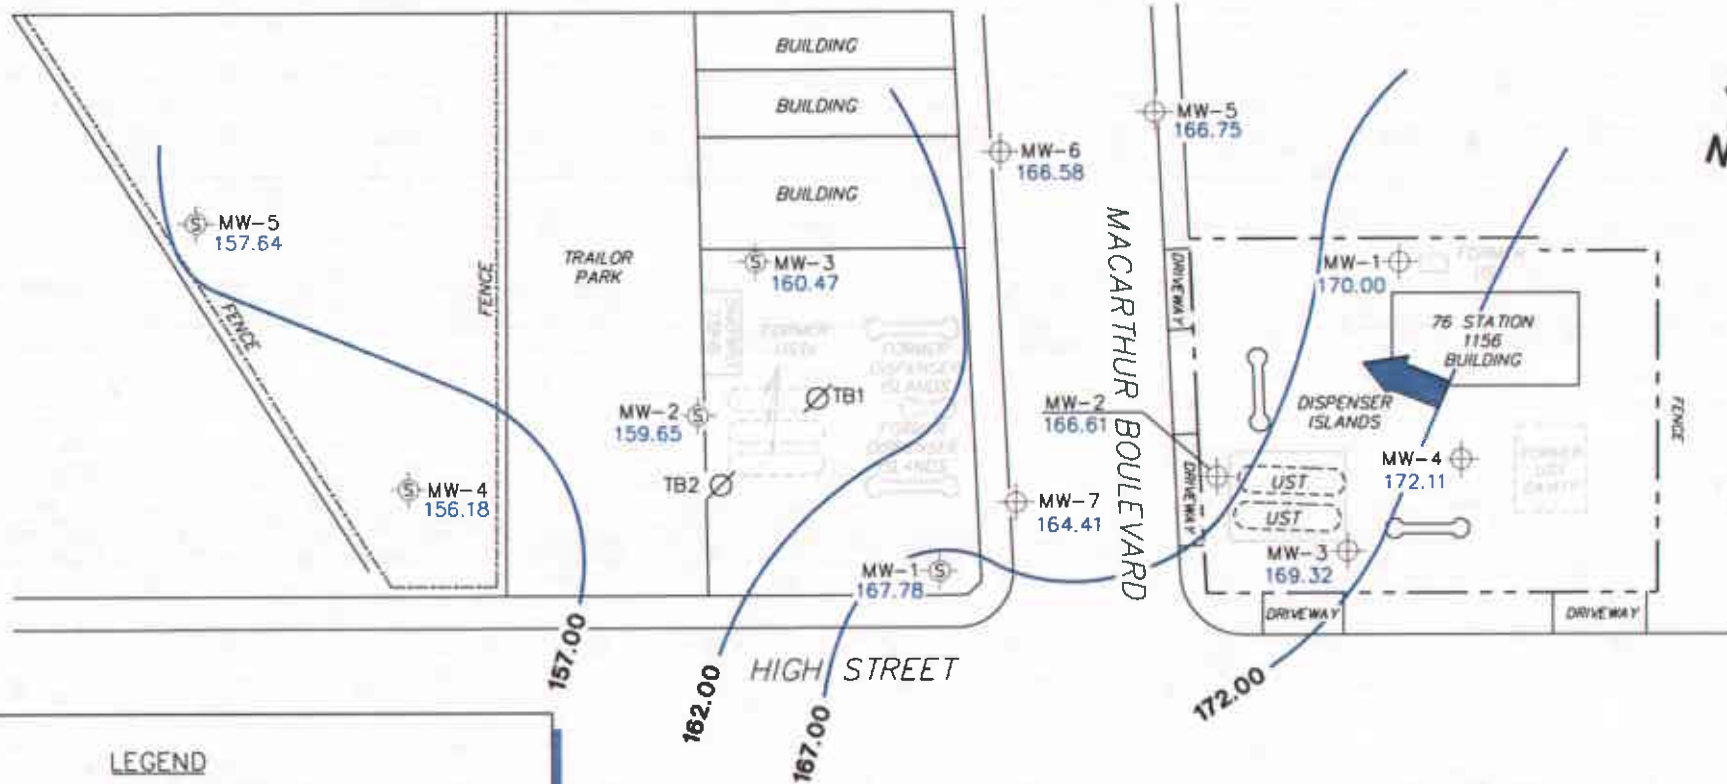 BUILDING
BUILDING
BUILDING
MW-5
157.64
FENCE
FENCE
TRAILOR
PARK
MW-3
160.47
MW-2
159.65
TB1
TB2
MW-4
156.18
MW-1
167.78
MW-6
166.58
MW-7
164.41
MACARTHUR BOULEVARD
MW-5
166.75
DRIVEWAY
MW-2
166.61
DRIVEWAY
MW-1
170.00
76 STATION
1156
BUILDING
DISPENSER
ISLANDS
MW-4
172.11
UST
UST
MW-3
169.32
FORMER
UST
CAVITY
FENCE
DRIVEWAY
DRIVEWAY
HIGH STREET
157.00
162.00
167.00
172.00
LEGEND